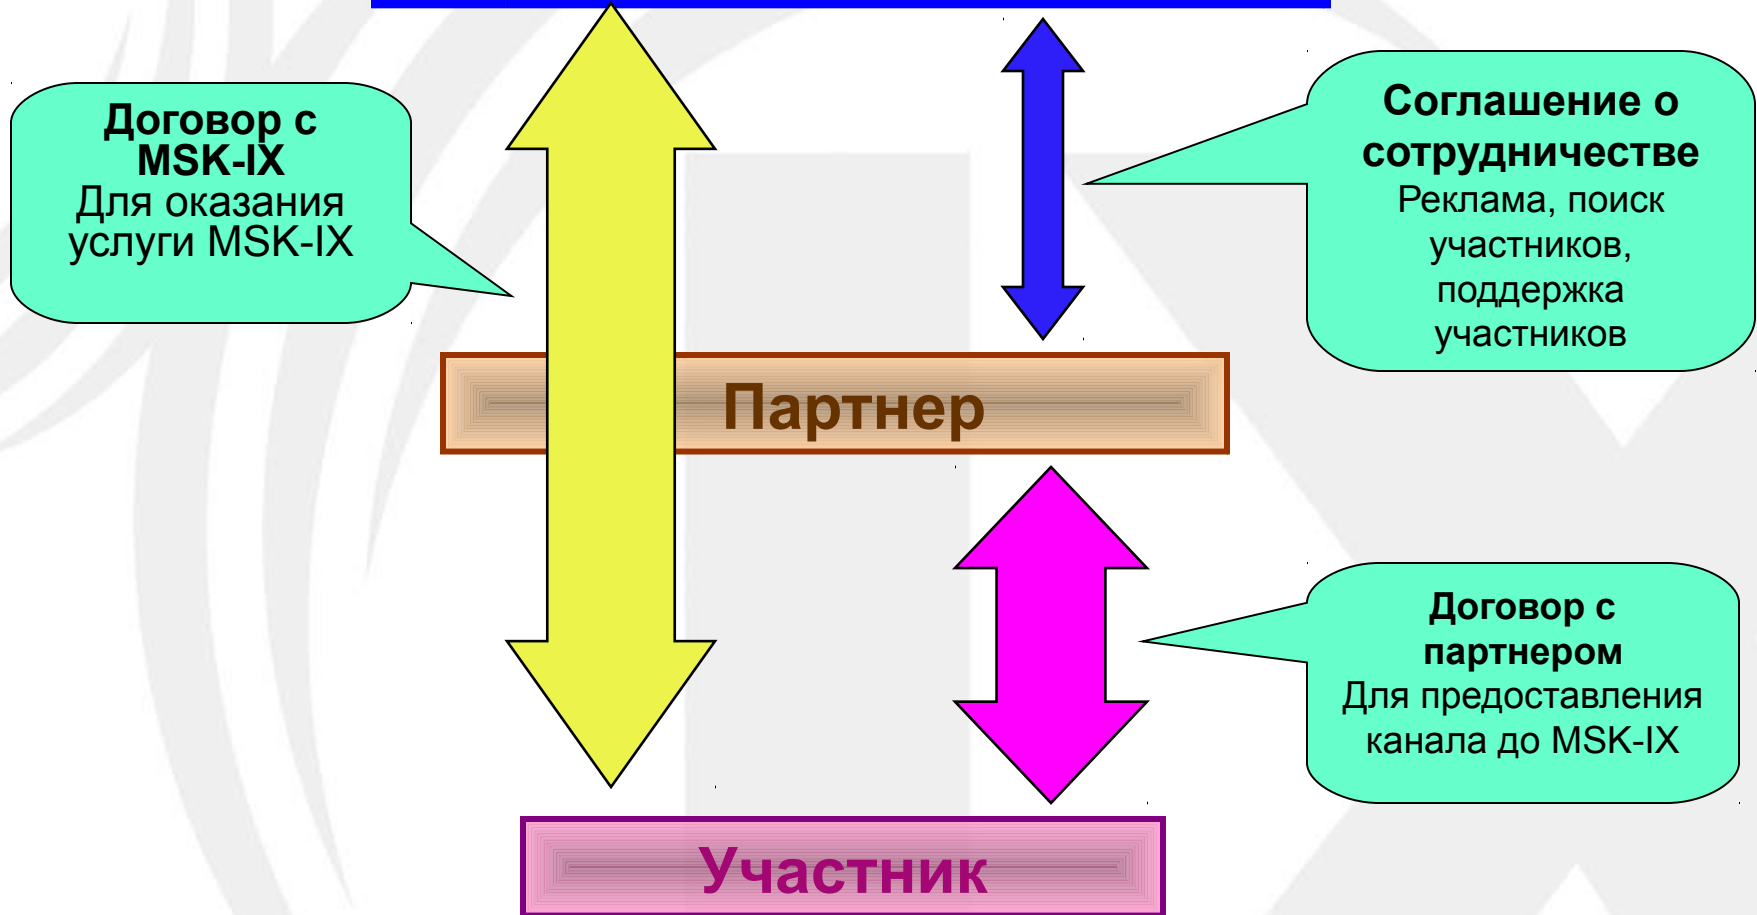 Договор с
MSK-IX
Для оказания
услуги MSK-IX
Соглашение о
сотрудничестве
Реклама, поиск
участников,
поддержка
участников
Партнер
Договор с
партнером
Для предоставления
канала до MSK-IX
Участник